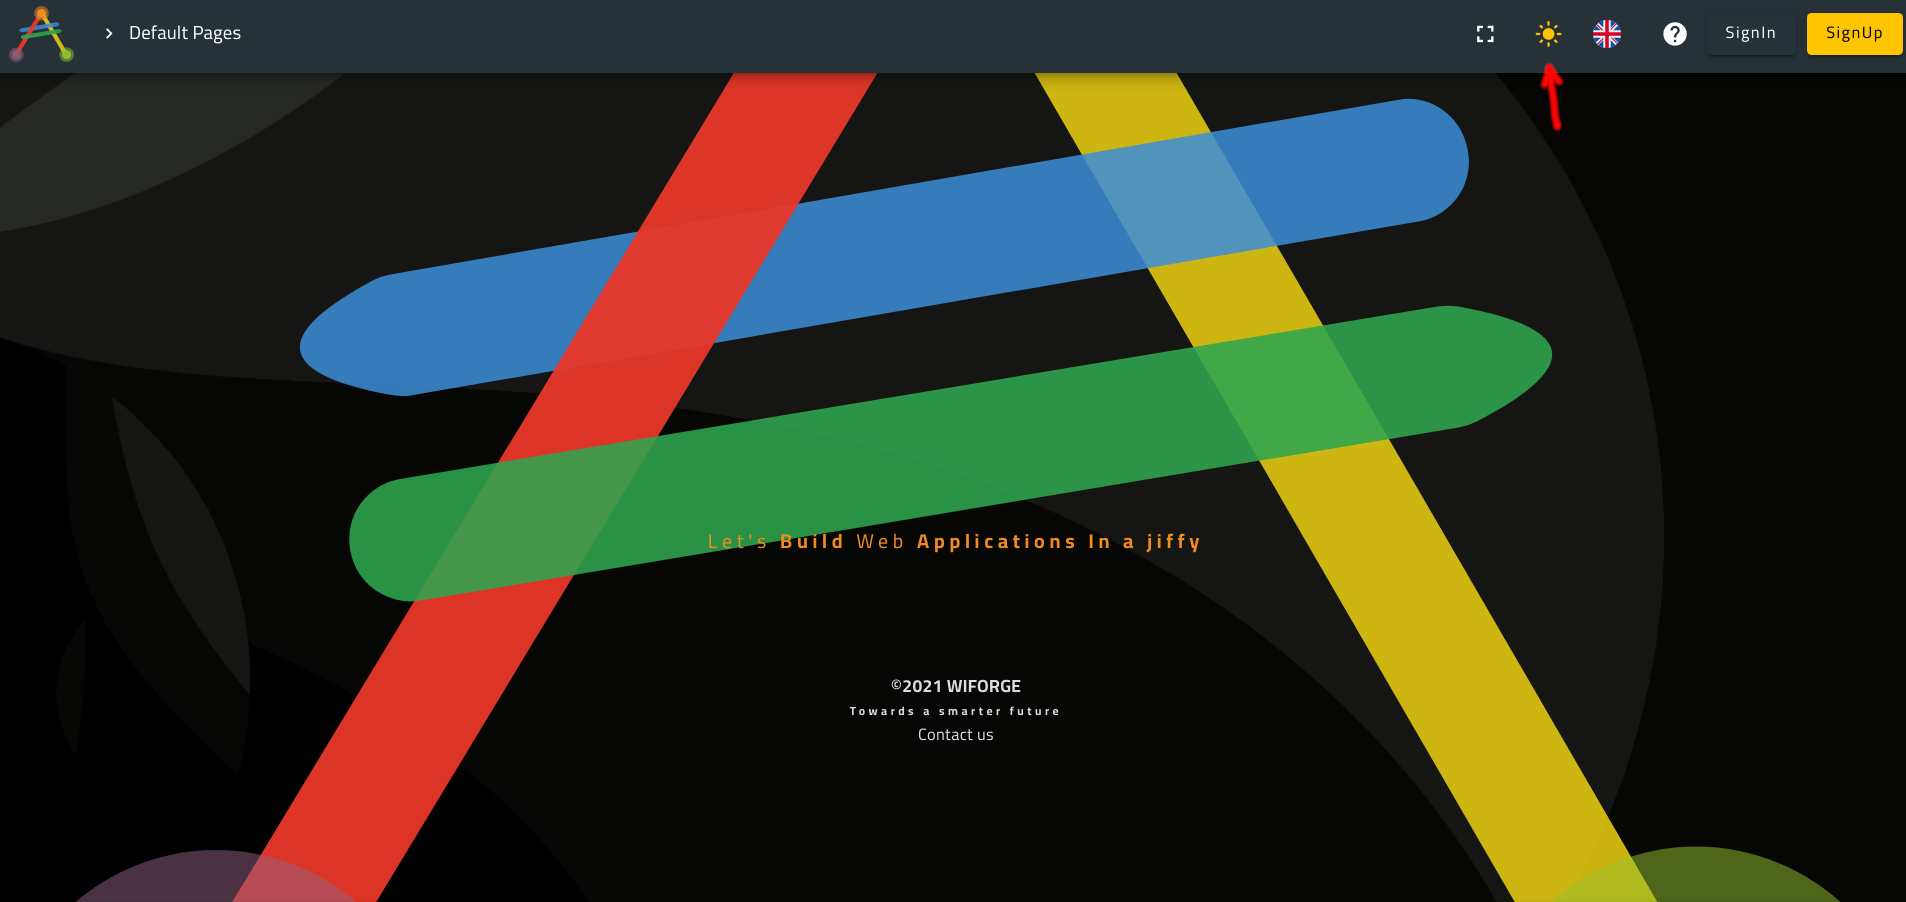 Default Pages
SignIn
SignUp
Let's Build Web Applications In a jiffy
©2021 WIFORGE
Towards a smarter future
Contact us